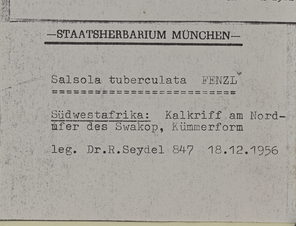 —STAATSHERBARIUM MÜNCHEN—
Salsola tuberculata FENZL
==========================
Südwestafrika: Kalkriff am Nord-
ufer des Swakop, Kümmerform
leg. Dr.R.Seydel 847 18.12.1956